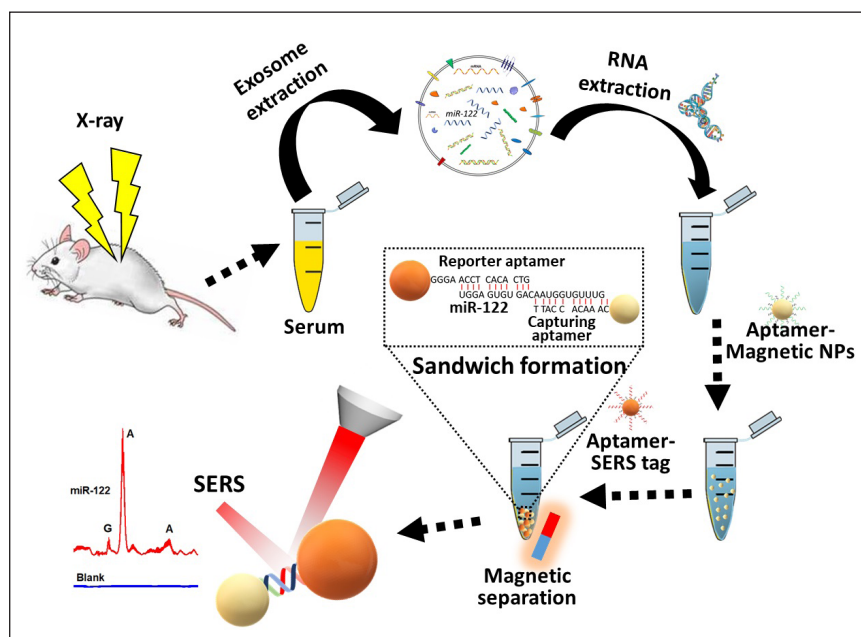 X-ray
Exosome
extraction
mRNA
miR-122
RNA
extraction
Serum
Reporter aptamer
GGGA ACCT CACA CTG
UGGA GUGU GACAAUGGUGUUUG
miR-122
T TAC C ACAA AC
Capturing
aptamer
Sandwich formation
Aptamer-
Magnetic NPs
Aptamer-
SERS tag
Magnetic
separation
SERS
A
miR-122
G
A
Blank